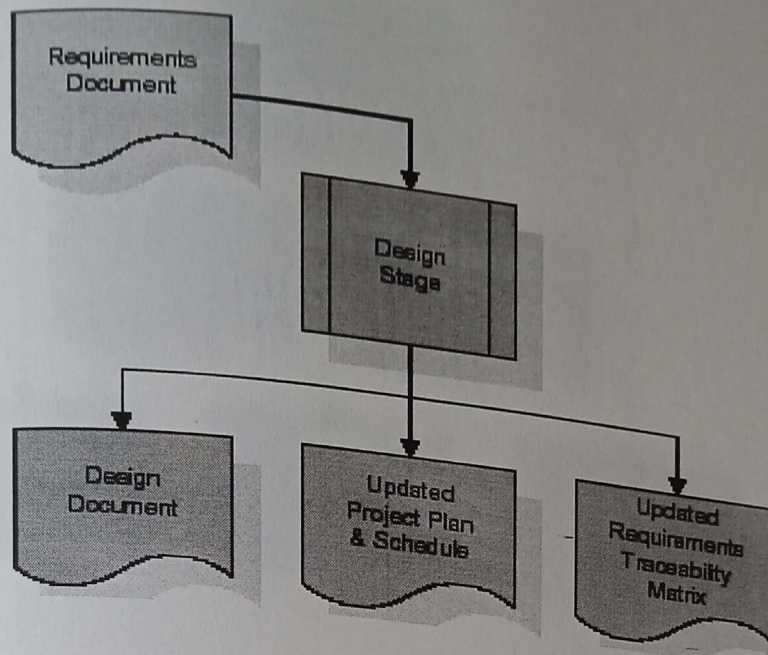 Requirements
Document
Design
Stage
Design
Document
Updated
Project Plan
& Schedule
Updated
Requirements
Traceability
Matrix